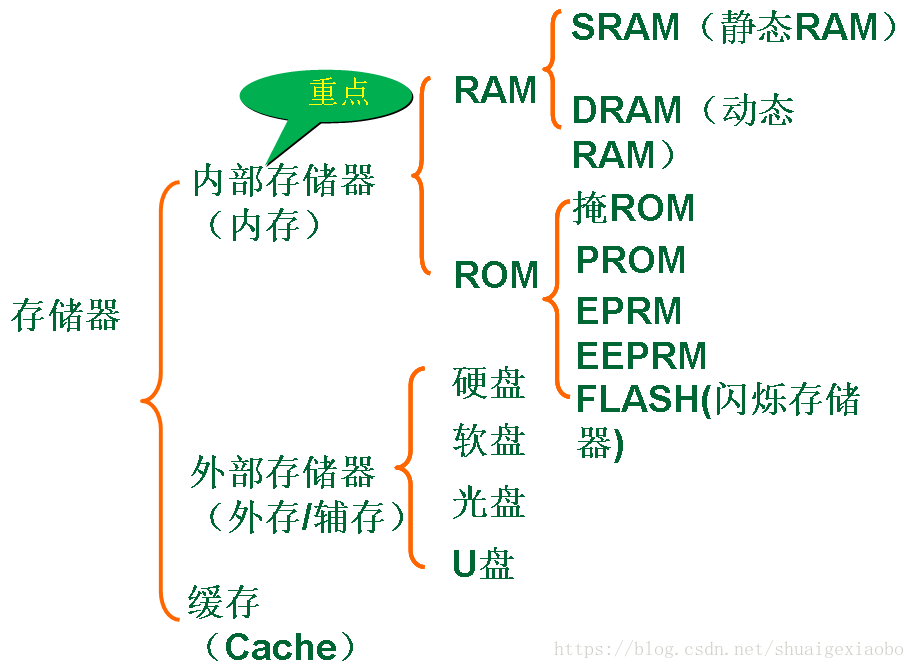 存储器
重点
内部存储器
（内存）
RAM
SRAM（静态RAM）
DRAM（动态
RAM）
ROM
掩ROM
PROM
EPRM
EEPRM
FLASH(闪烁存储
器)
外部存储器
（外存/辅存）
硬盘
软盘
光盘
U盘
缓存
（Cache）
https://blog.csdn.net/shuaigexiaobo